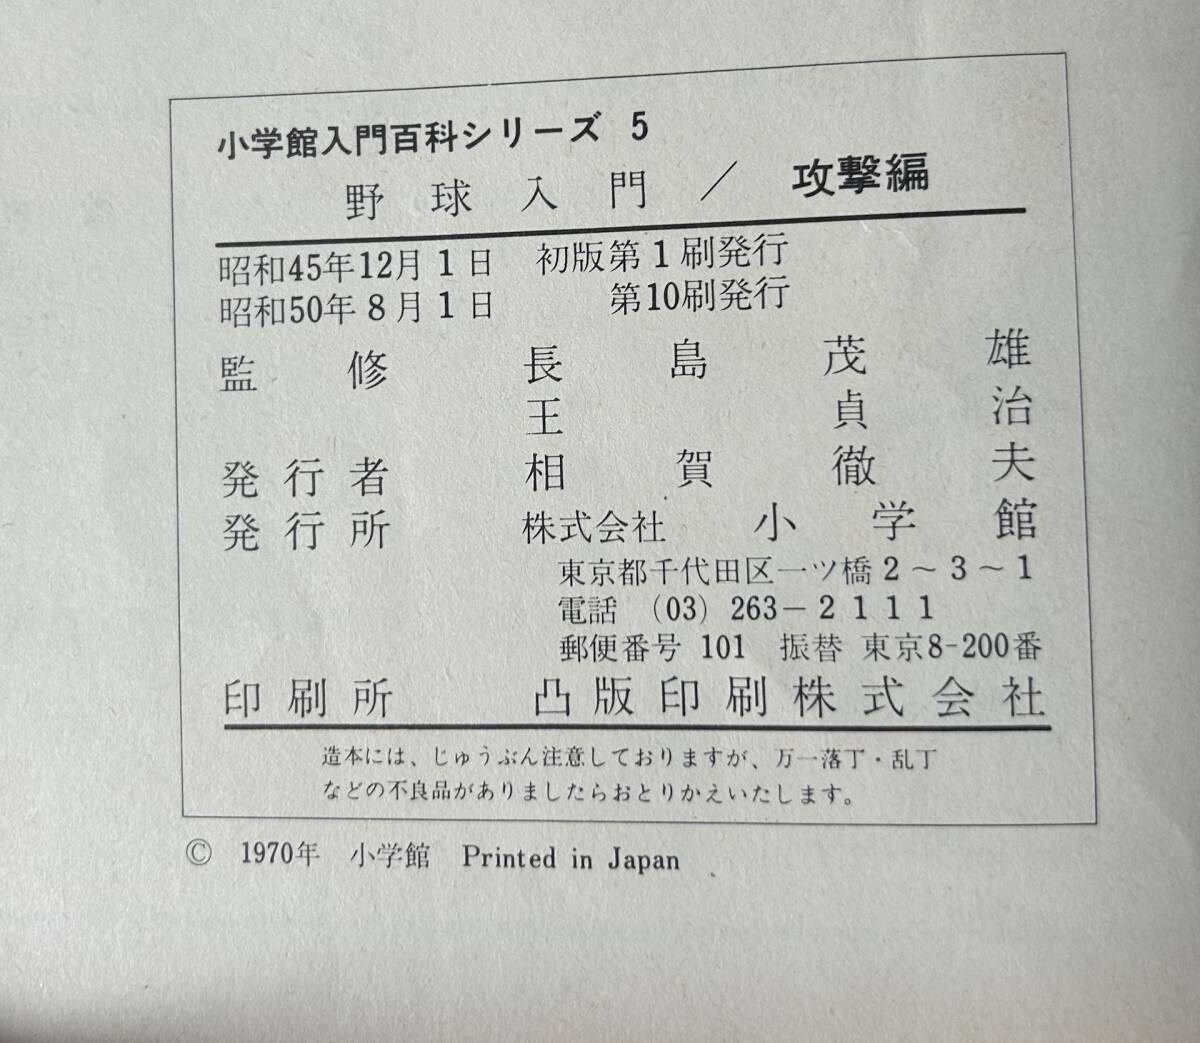 小学館入門百科シリーズ 5
野球入門／攻撃編
昭和45年12月1日 初版第1刷発行
昭和50年8月1日 第10刷発行
監修 長島茂雄
王貞治
発行者 相賀徹夫
発行所 株式会社 小学館
東京都千代田区一ツ橋2～3～1
電話 (03) 263－2111
郵便番号 101 振替 東京8-200番
印刷所 凸版印刷株式会社
造本には、じゅうぶん注意しておりますが、万一落丁・乱丁
などの不良品がありましたらおとりかえいたします。
© 1970年 小学館 Printed in Japan